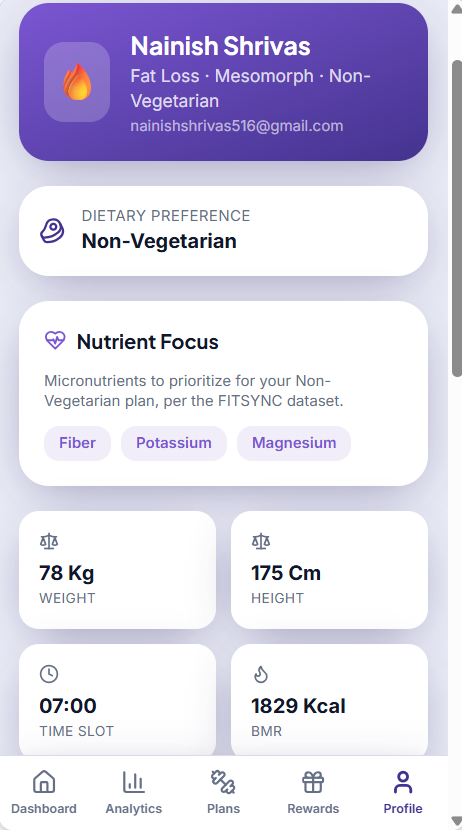 Nainish Shrivas
Fat Loss · Mesomorph · Non-
Vegetarian
nainishshrivas516@gmail.com
DIETARY PREFERENCE
Non-Vegetarian
Nutrient Focus
Micronutrients to prioritize for your Non-
Vegetarian plan, per the FITSYNC dataset.
Fiber Potassium Magnesium
78 Kg
WEIGHT
175 Cm
HEIGHT
07:00
TIME SLOT
1829 Kcal
BMR
Dashboard Analytics Plans Rewards Profile